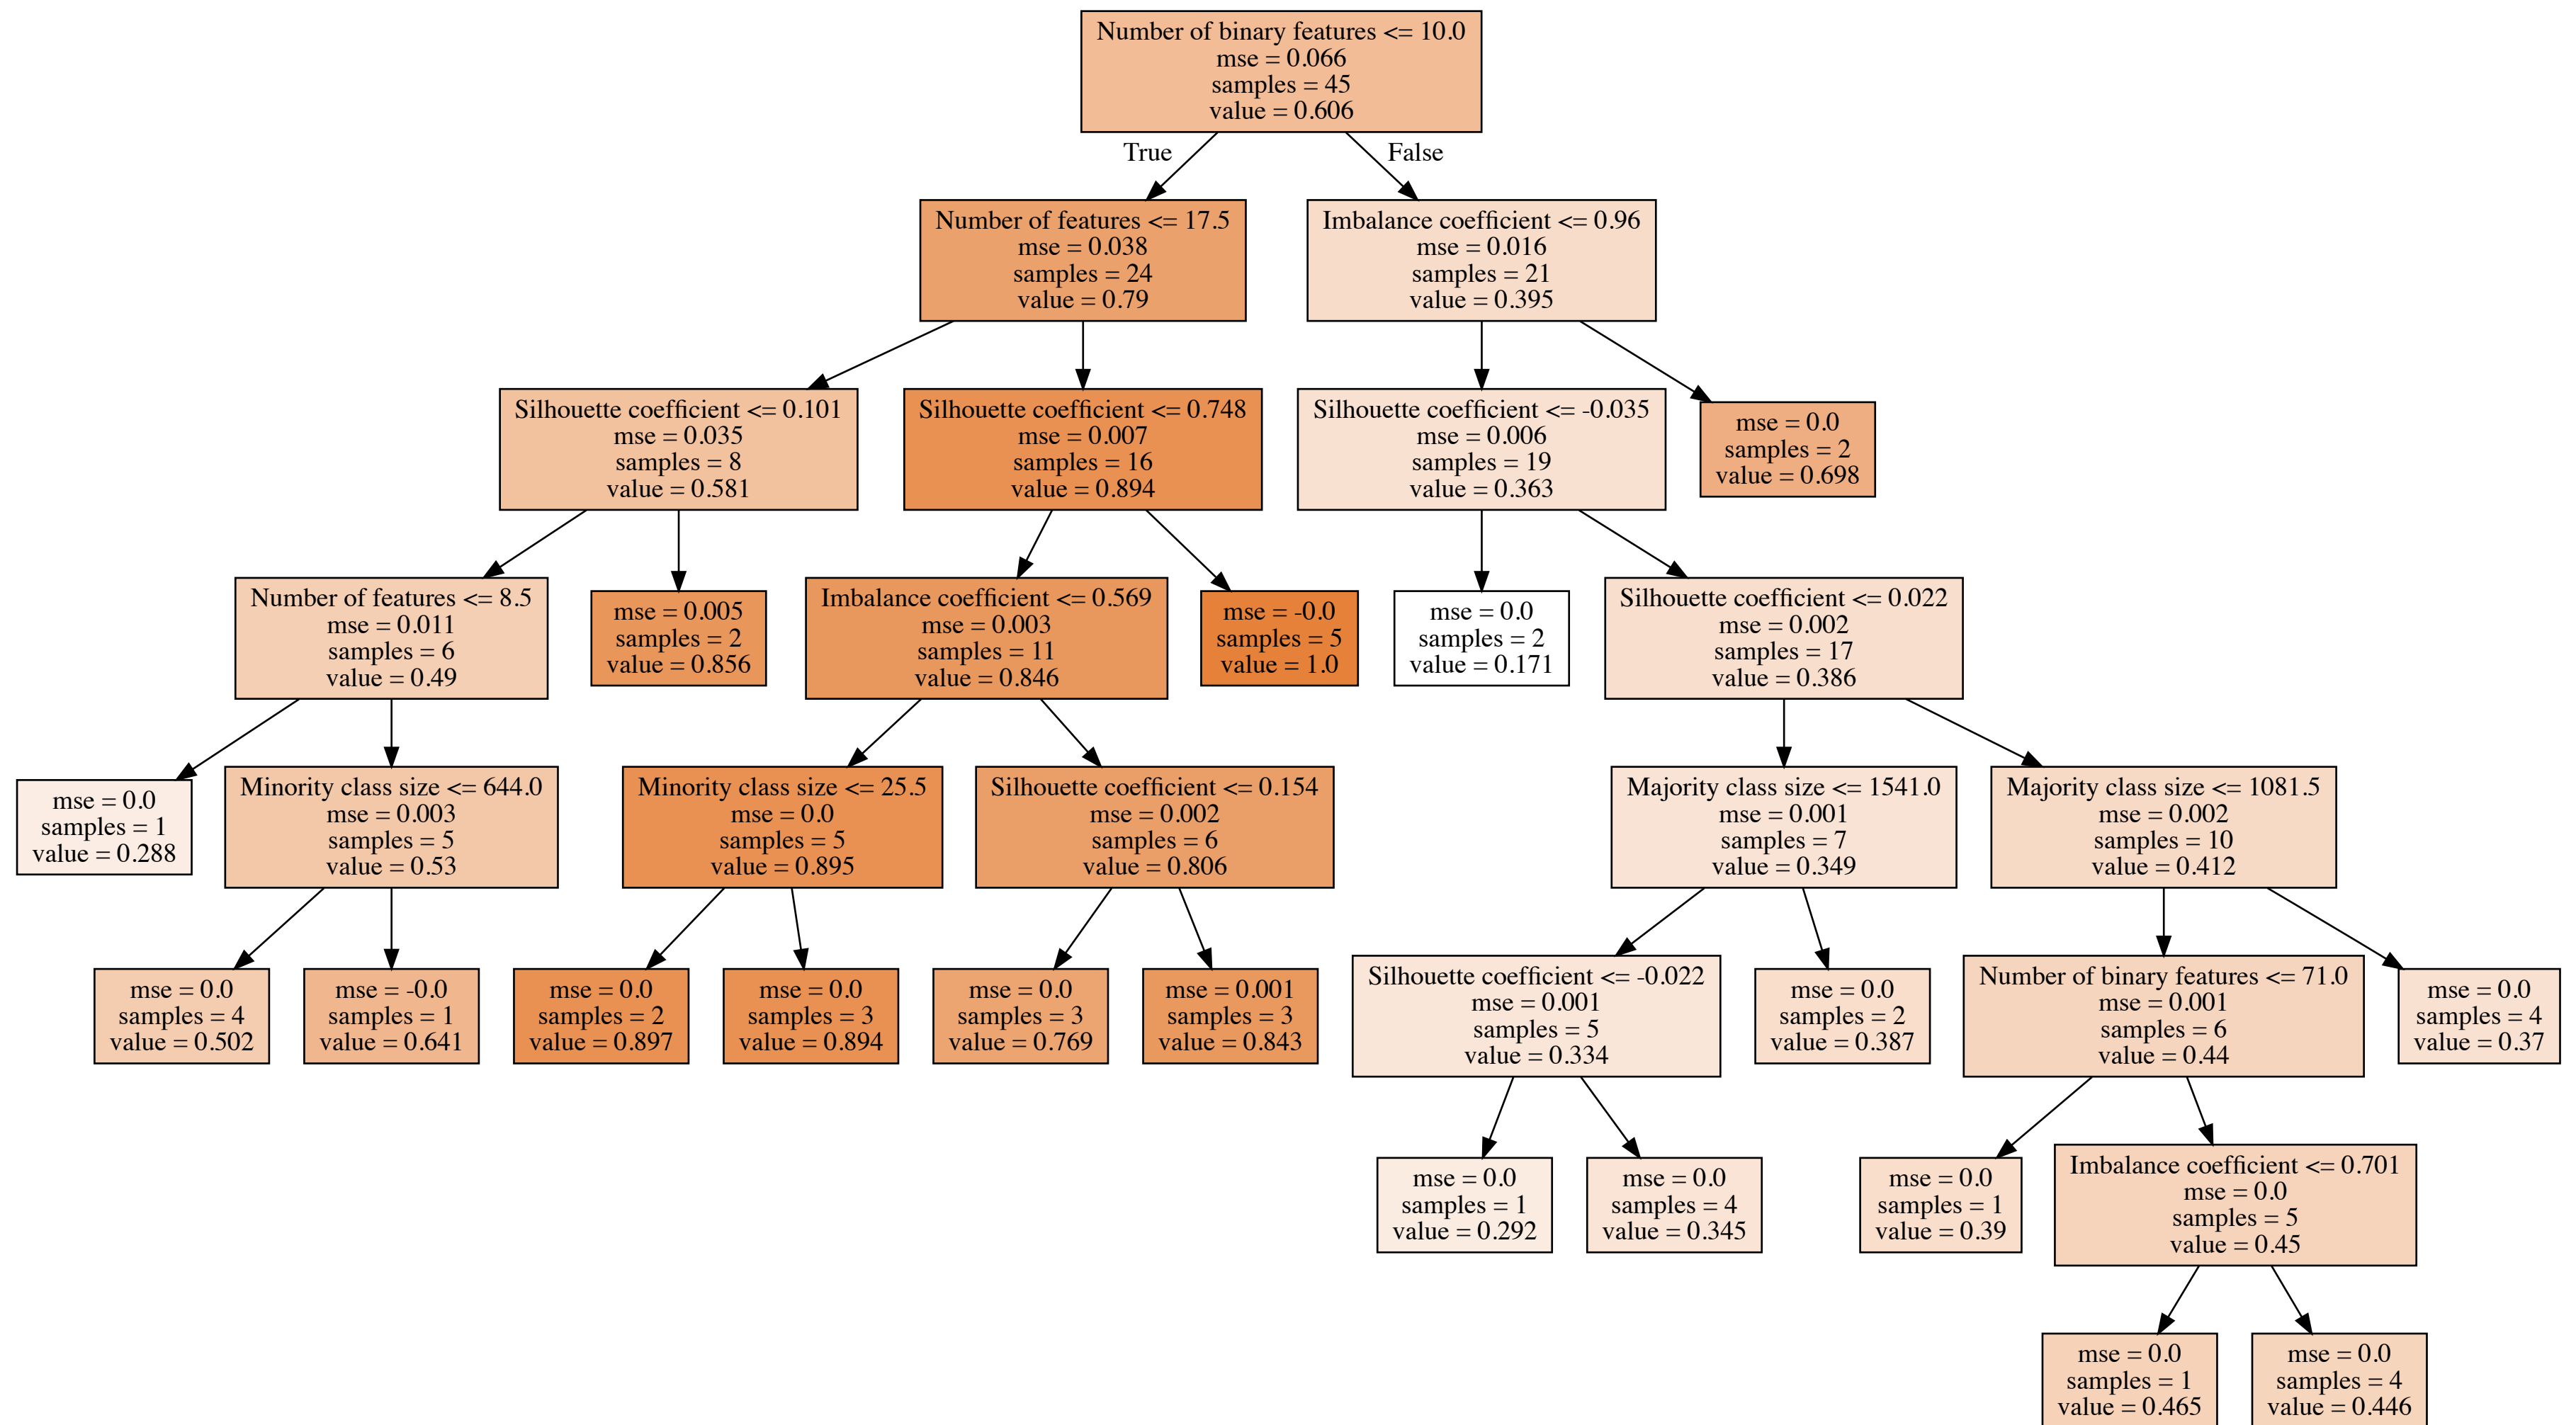 Number of binary features <= 10.0
mse = 0.066
samples = 45
value = 0.606
True
False
Number of features <= 17.5
mse = 0.038
samples = 24
value = 0.79
Imbalance coefficient <= 0.96
mse = 0.016
samples = 21
value = 0.395
Silhouette coefficient <= 0.101
mse = 0.035
samples = 8
value = 0.581
Silhouette coefficient <= 0.748
mse = 0.007
samples = 16
value = 0.894
Silhouette coefficient <= -0.035
mse = 0.006
samples = 19
value = 0.363
mse = 0.0
samples = 2
value = 0.698
Number of features <= 8.5
mse = 0.011
samples = 6
value = 0.49
mse = 0.005
samples = 2
value = 0.856
Imbalance coefficient <= 0.569
mse = 0.003
samples = 11
value = 0.846
mse = -0.0
samples = 5
value = 1.0
mse = 0.0
samples = 2
value = 0.171
Silhouette coefficient <= 0.022
mse = 0.002
samples = 17
value = 0.386
mse = 0.0
samples = 1
value = 0.288
Minority class size <= 644.0
mse = 0.003
samples = 5
value = 0.53
Minority class size <= 25.5
mse = 0.0
samples = 5
value = 0.895
Silhouette coefficient <= 0.154
mse = 0.002
samples = 6
value = 0.806
Majority class size <= 1541.0
mse = 0.001
samples = 7
value = 0.349
Majority class size <= 1081.5
mse = 0.002
samples = 10
value = 0.412
mse = 0.0
samples = 4
value = 0.502
mse = -0.0
samples = 1
value = 0.641
mse = 0.0
samples = 2
value = 0.897
mse = 0.0
samples = 3
value = 0.894
mse = 0.0
samples = 3
value = 0.769
mse = 0.001
samples = 3
value = 0.843
Silhouette coefficient <= -0.022
mse = 0.001
samples = 5
value = 0.334
mse = 0.0
samples = 2
value = 0.387
Number of binary features <= 71.0
mse = 0.001
samples = 6
value = 0.44
mse = 0.0
samples = 4
value = 0.37
mse = 0.0
samples = 1
value = 0.292
mse = 0.0
samples = 4
value = 0.345
mse = 0.0
samples = 1
value = 0.39
Imbalance coefficient <= 0.701
mse = 0.0
samples = 5
value = 0.45
mse = 0.0
samples = 1
value = 0.465
mse = 0.0
samples = 4
value = 0.446